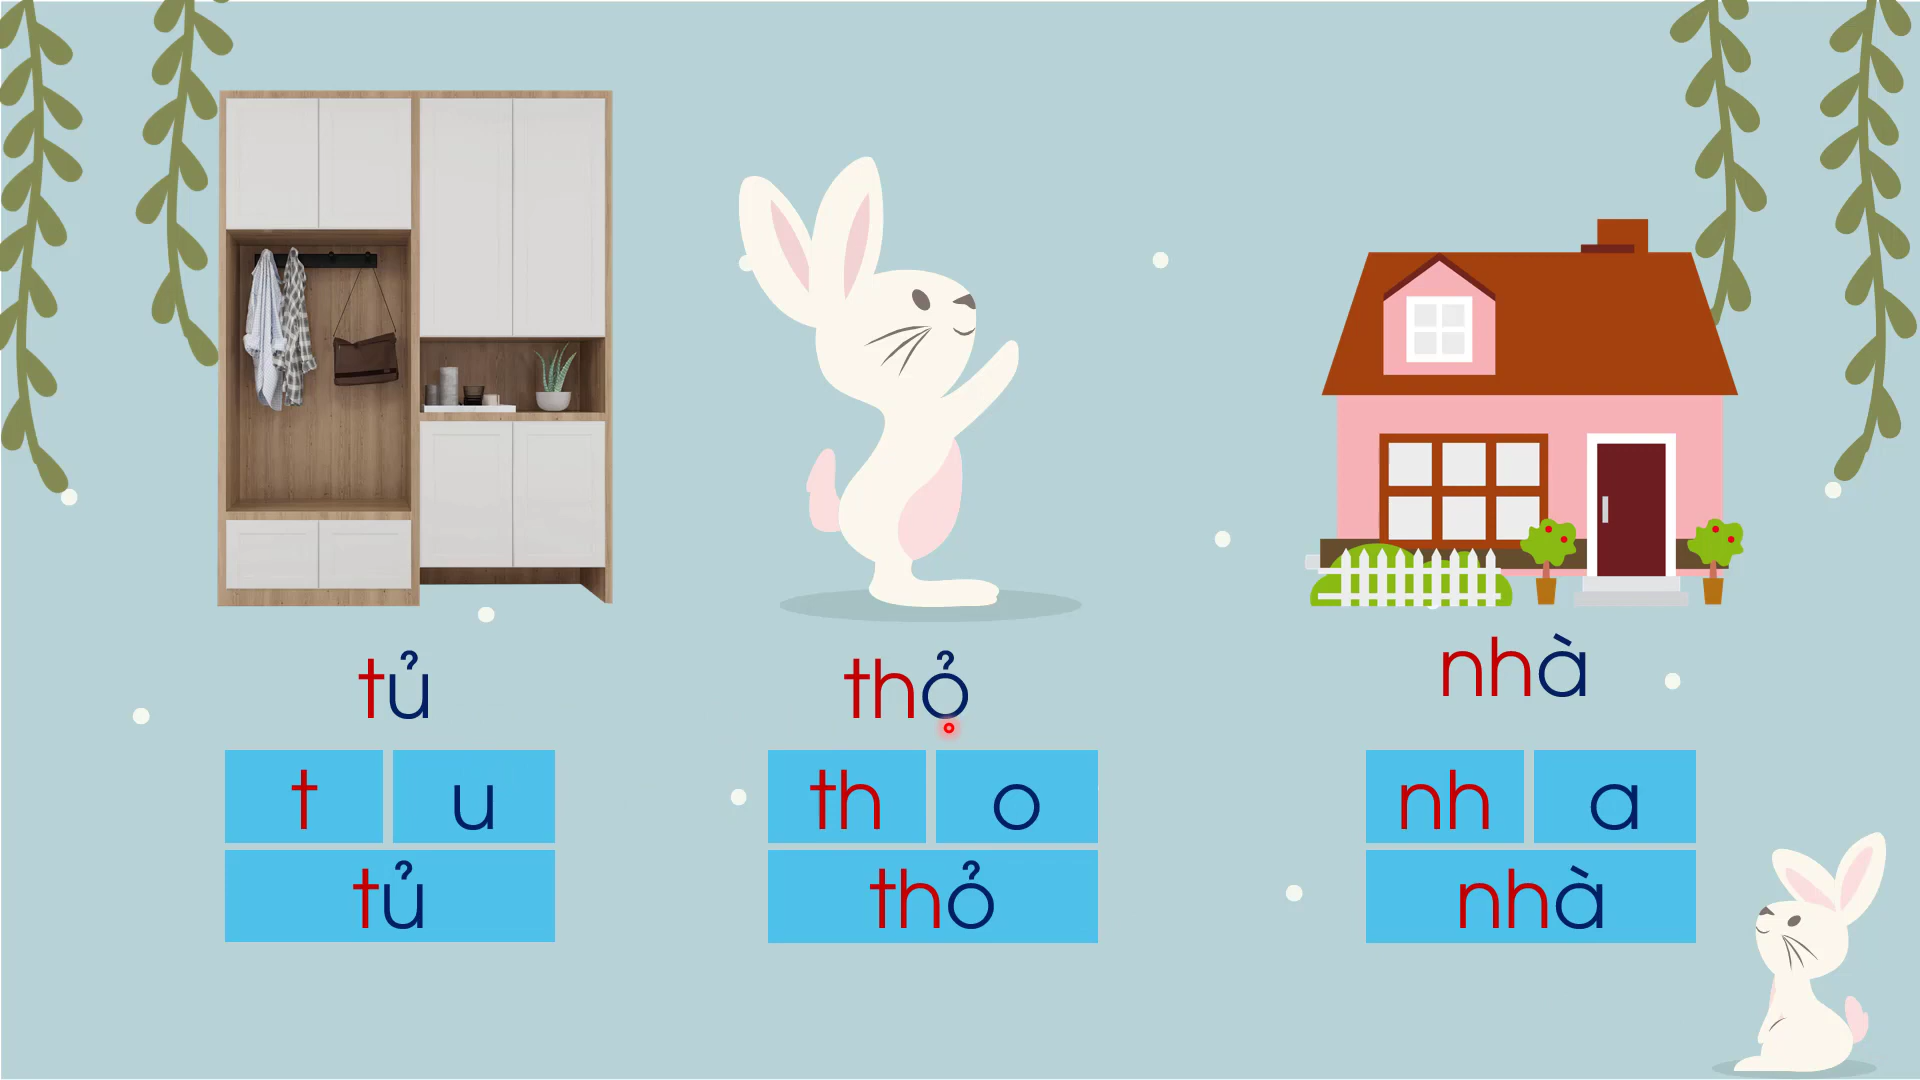 tủ
thỏ
nhà
t u
th o
nh a
tủ
thỏ
nhà